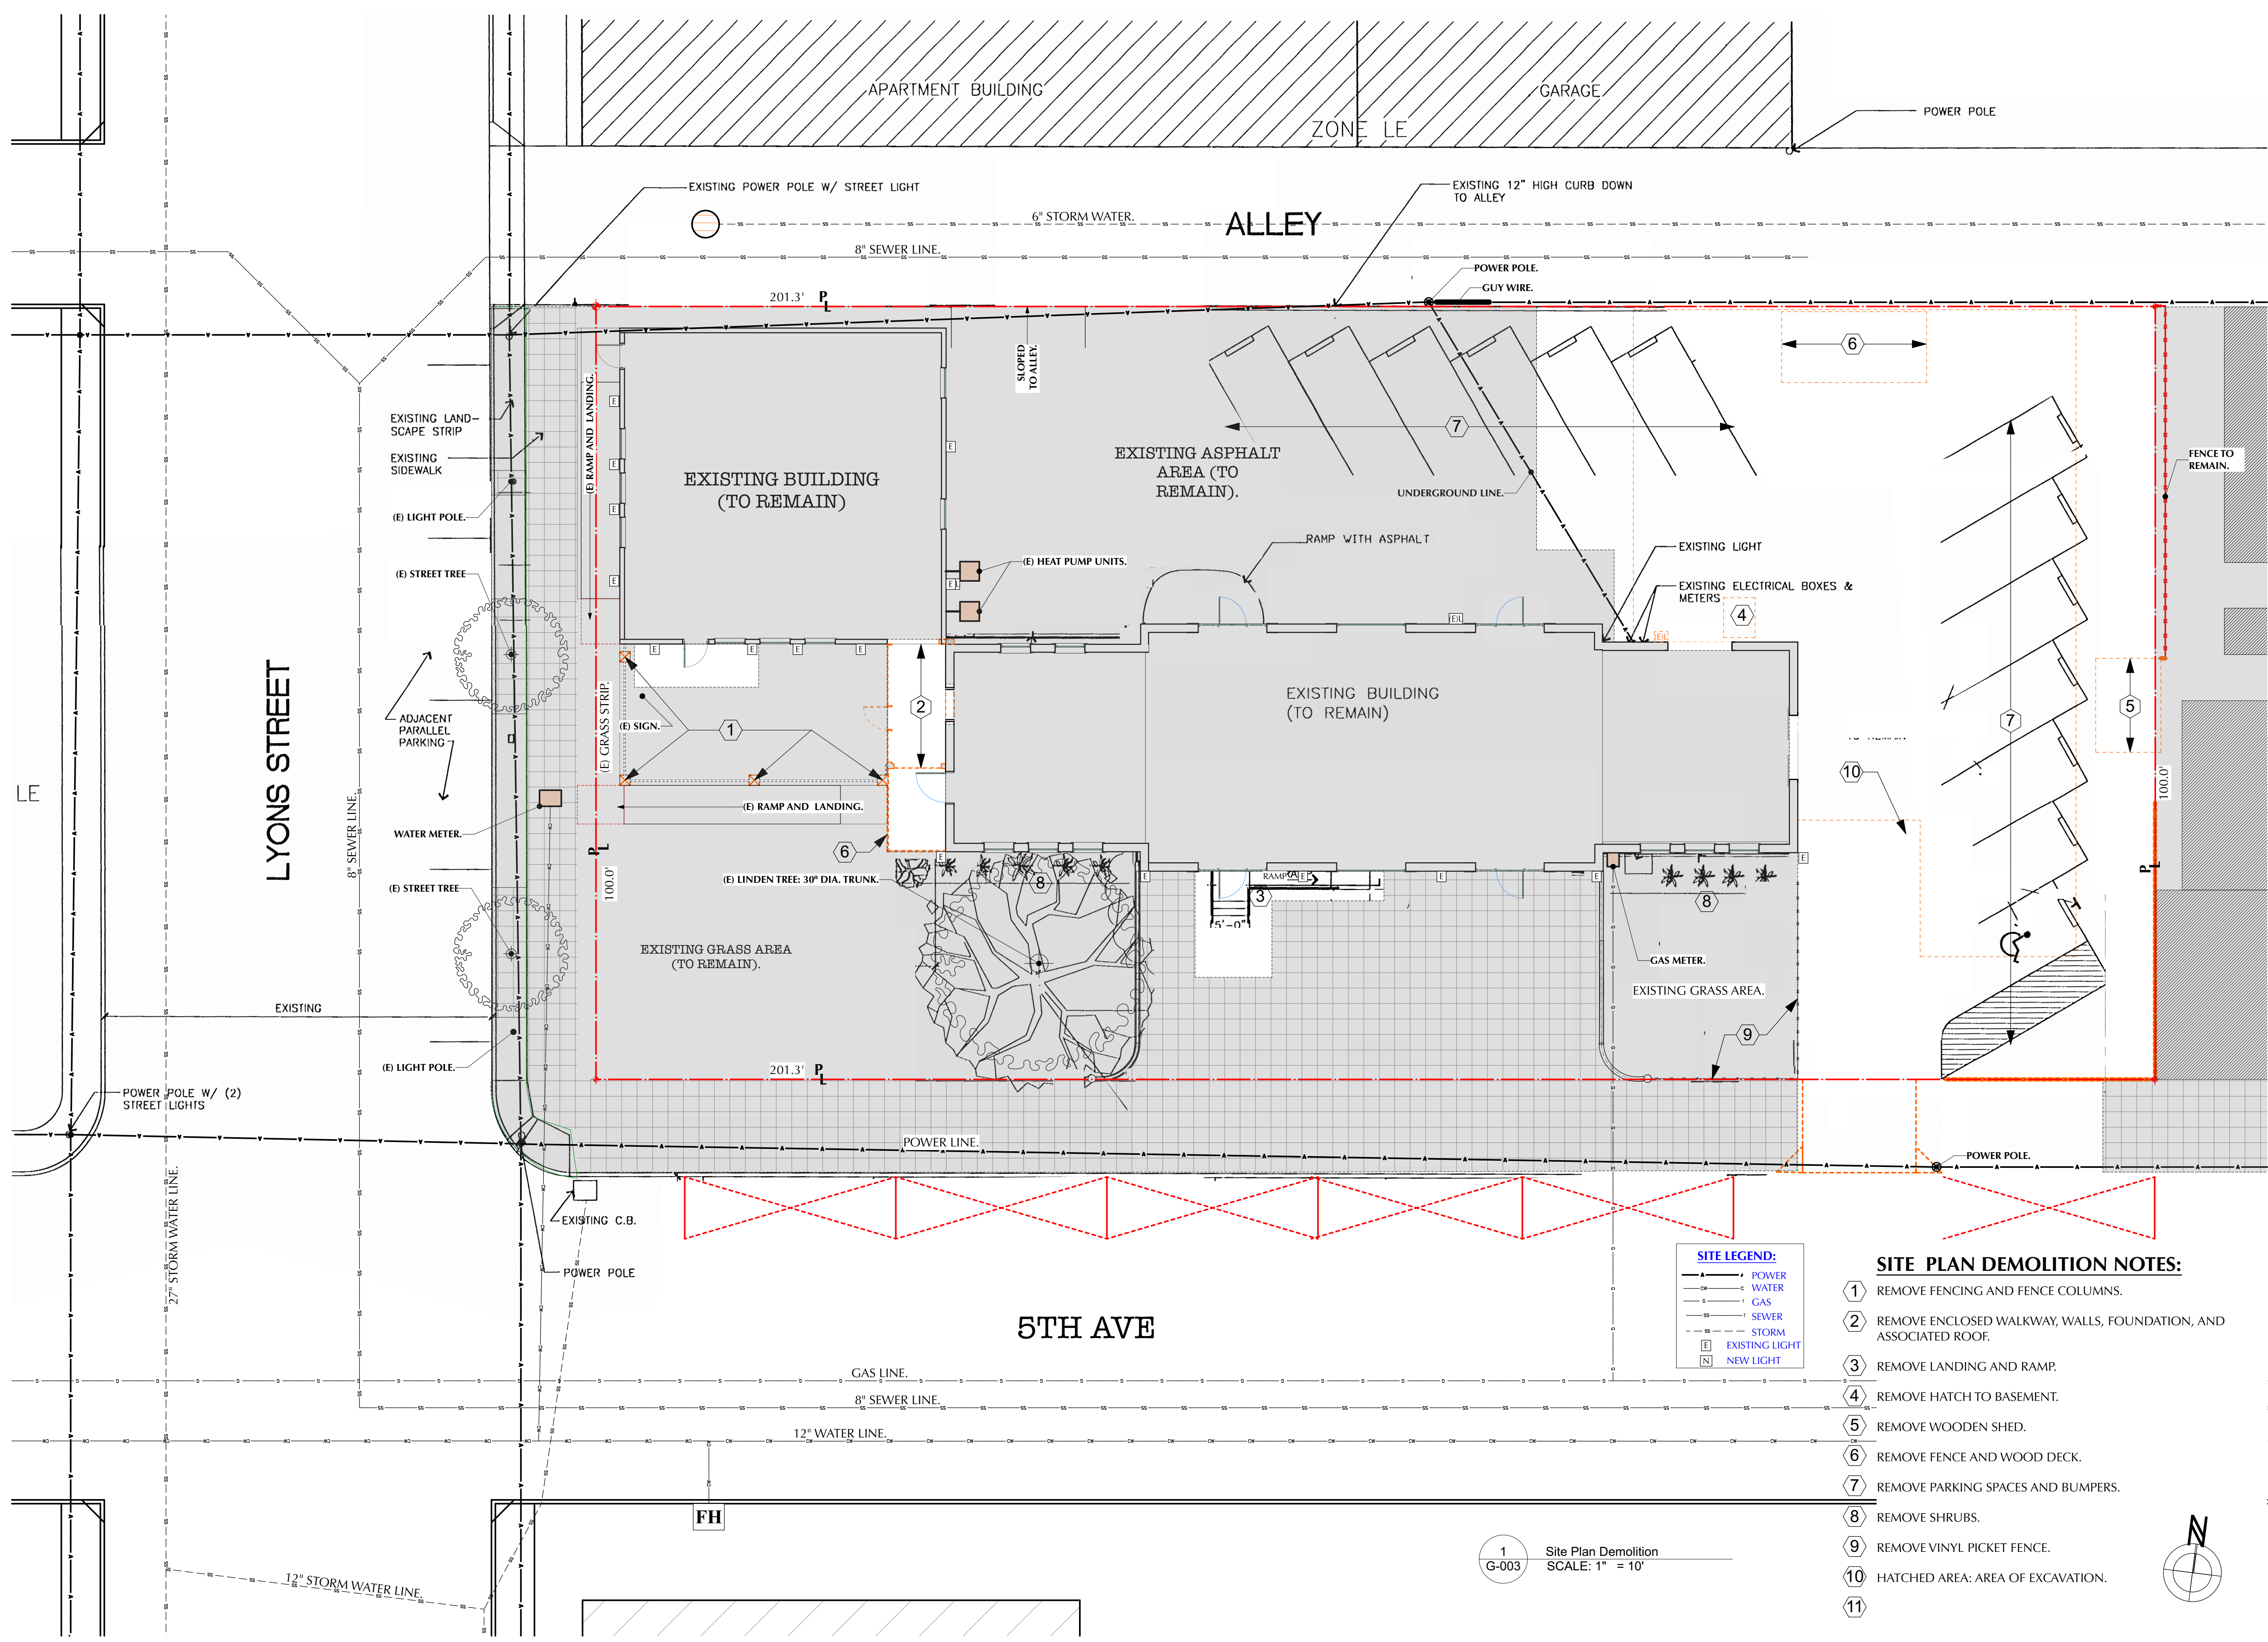 APARTMENT BUILDING
GARAGE
ZONE LE
POWER POLE
EXISTING POWER POLE W/ STREET LIGHT
EXISTING 12" HIGH CURB DOWN
TO ALLEY
6" STORM WATER.
ALLEY
8" SEWER LINE.
POWER POLE.
GUY WIRE.
201.3'
PL
SLOPED
TO ALLEY.
6
(E) RAMP AND LANDING.
EXISTING LAND-
SCAPE STRIP
EXISTING
SIDEWALK
(E) LIGHT POLE.
EXISTING BUILDING
(TO REMAIN)
EXISTING ASPHALT
AREA (TO
REMAIN).
7
UNDERGROUND LINE.
FENCE TO
REMAIN.
RAMP WITH ASPHALT
EXISTING LIGHT
(E) HEAT PUMP UNITS.
EXISTING ELECTRICAL BOXES &
METERS
4
(E) STREET TREE
(E)L
E
LYONS STREET
LE
ADJACENT
PARALLEL
PARKING
(E) GRASS STRIP.
(E) SIGN.
1
2
EXISTING BUILDING
(TO REMAIN)
7
5
10
100.0'
PL
(E) RAMP AND LANDING.
WATER METER.
8" SEWER LINE.
6
PL
100.0'
(E) STREET TREE
(E) LINDEN TREE: 30" DIA. TRUNK.
8
RAMP
3
5'-0"
8
GAS METER.
EXISTING GRASS AREA
(TO REMAIN).
EXISTING GRASS AREA.
9
EXISTING
(E) LIGHT POLE.
201.3'
PL
POWER POLE W/ (2)
STREET LIGHTS
POWER LINE.
POWER POLE.
27" STORM WATER LINE.
EXISTING C.B.
POWER POLE
5TH AVE
GAS LINE.
8" SEWER LINE.
12" WATER LINE.
FH
12" STORM WATER LINE.
SITE LEGEND:
POWER
WATER
GAS
SEWER
STORM
E EXISTING LIGHT
N NEW LIGHT
SITE PLAN DEMOLITION NOTES:
1 REMOVE FENCING AND FENCE COLUMNS.
2 REMOVE ENCLOSED WALKWAY, WALLS, FOUNDATION, AND
ASSOCIATED ROOF.
3 REMOVE LANDING AND RAMP.
4 REMOVE HATCH TO BASEMENT.
5 REMOVE WOODEN SHED.
6 REMOVE FENCE AND WOOD DECK.
7 REMOVE PARKING SPACES AND BUMPERS.
8 REMOVE SHRUBS.
9 REMOVE VINYL PICKET FENCE.
10 HATCHED AREA: AREA OF EXCAVATION.
11
1
G-003
Site Plan Demolition
SCALE: 1" = 10'
N